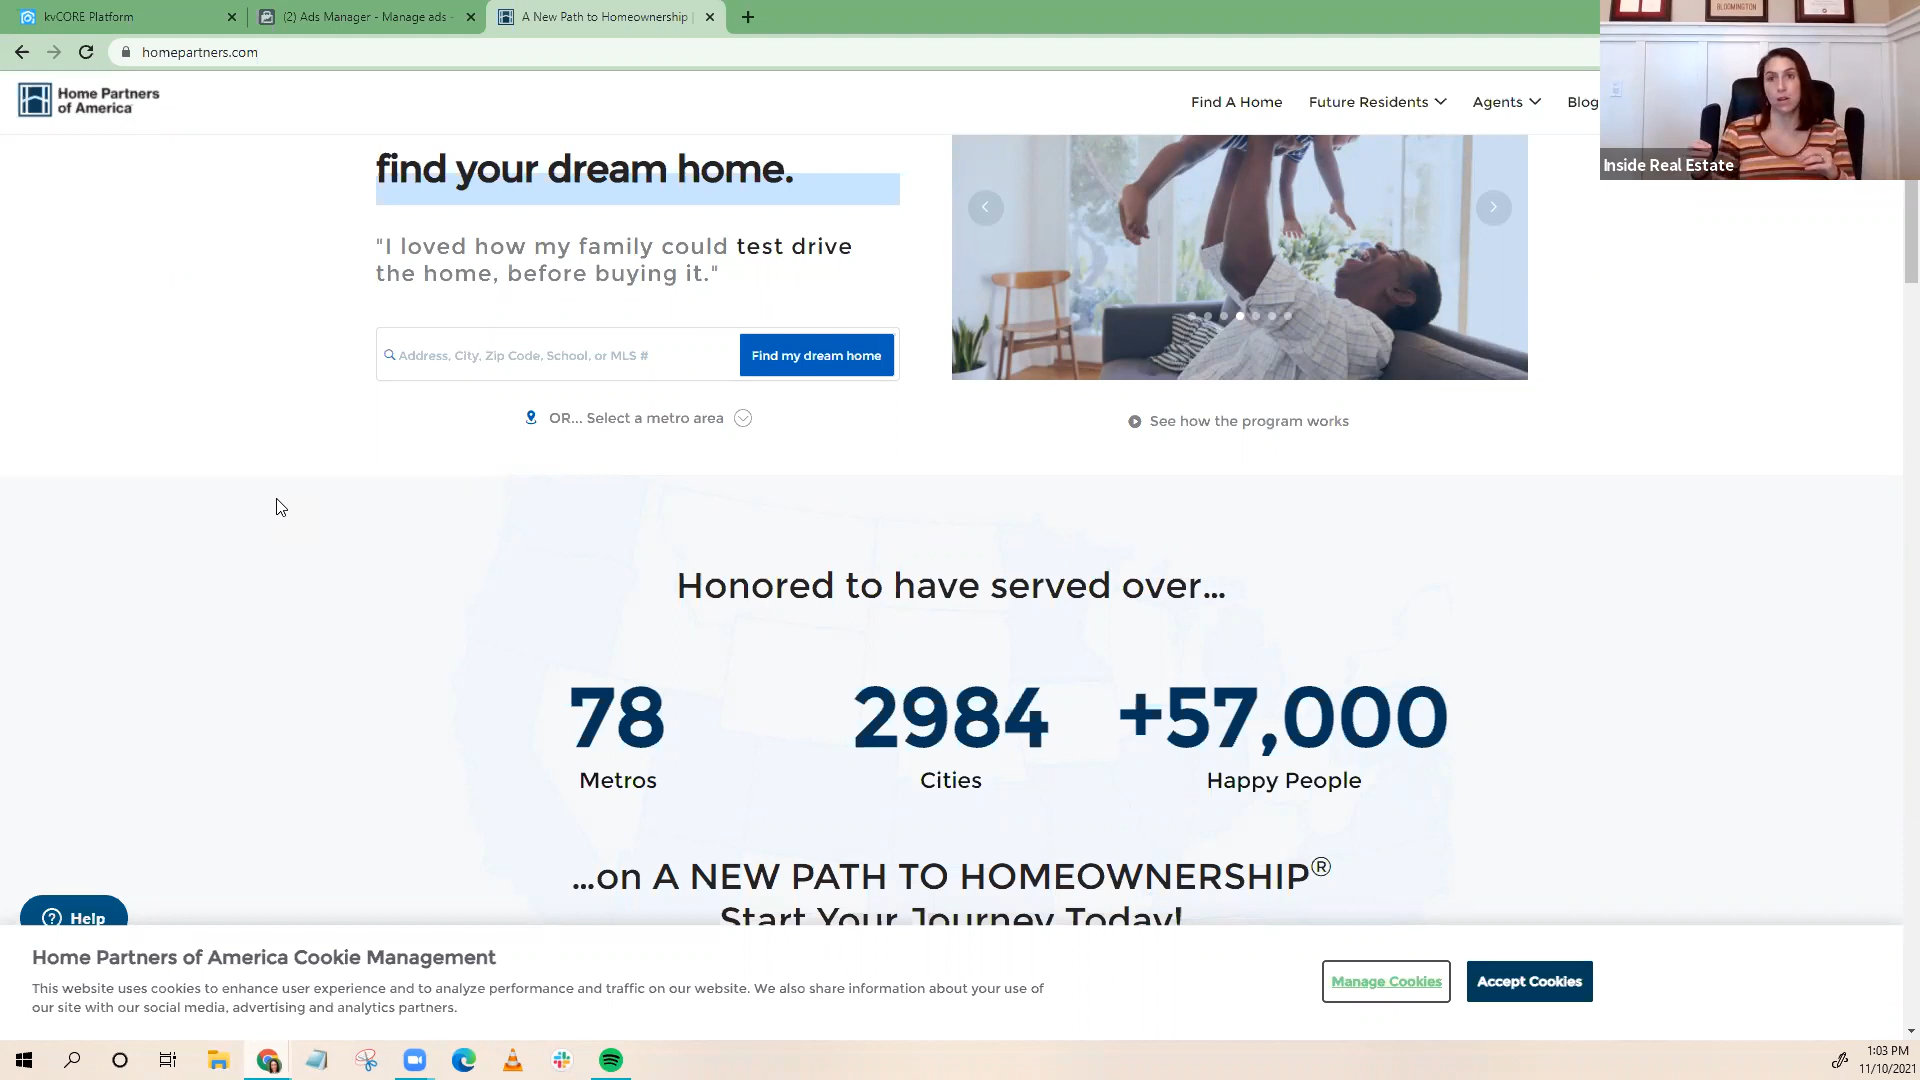 kvCORE Platform
(2) Ads Manager - Manage ads -
A New Path to Homeownership |
homepartners.com
Home Partners
of America
Find A Home
Future Residents
Agents
Blog
BLOOMINGTON
Inside Real Estate
find your dream home.
"I loved how my family could test drive
the home, before buying it."
Address, City, Zip Code, School, or MLS #
Find my dream home
OR... Select a metro area
See how the program works
Honored to have served over...
78
2984
+57,000
Metros
Cities
Happy People
...on A NEW PATH TO HOMEOWNERSHIP®
Start Your Journey Today!
? Help
Home Partners of America Cookie Management
This website uses cookies to enhance user experience and to analyze performance and traffic on our website. We also share information about your use of
our site with our social media, advertising and analytics partners.
Manage Cookies
Accept Cookies
1:03 PM
11/10/2021